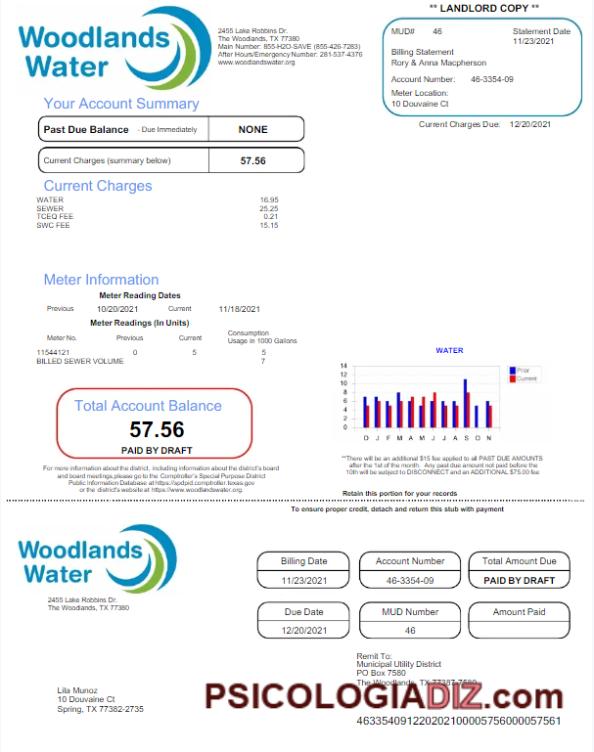 ** LANDLORD COPY **
Woodlands
Water
2455 Lake Robbins Dr.
The Woodlands, TX 77380
Main Number: 855-H2O-SAVE (855-426-7283)
After Hours/Emergency Number: 281-537-4376
www.woodlandswater.org
MUD# 46 Statement Date
11/23/2021
Billing Statement
Rory & Anna Macpherson
Account Number: 46-3354-09
Meter Location:
10 Douvaine Ct
Current Charges Due: 12/20/2021
Your Account Summary
Past Due Balance - Due Immediately NONE
Current Charges (summary below) 57.56
Current Charges
WATER 16.95
SEWER 25.25
TCEQ FEE 0.21
SWC FEE 15.15
Meter Information
Meter Reading Dates
Previous 10/20/2021 Current 11/18/2021
Meter Readings (In Units)
Meter No. Previous Current Consumption
Usage in 1000 Gallons
11544121 0 5 5
BILLED SEWER VOLUME 7
Total Account Balance
57.56
PAID BY DRAFT
For more information about the district, including information about the district's board
and board meetings,please go to the Comptroller's Special Purpose District
Public Information Database at https://spdpid.comptroller.texas.gov
or the district's website at https://www.woodlandswater.org.
WATER
14
12
10
8
6
4
2
0
D J F M A M J J A S O N
Prior
Current
**There will be an additional $15 fee applied to all PAST DUE AMOUNTS
after the 1st of the month. Any past due amount not paid before the
10th will be subject to DISCONNECT and an ADDITIONAL $75.00 fee
Retain this portion for your records
To ensure proper credit, detach and return this stub with payment
Woodlands
Water
2455 Lake Robbins Dr.
The Woodlands, TX 77380
Billing Date
11/23/2021
Account Number
46-3354-09
Total Amount Due
PAID BY DRAFT
Due Date
12/20/2021
MUD Number
46
Amount Paid
Remit To:
Municipal Utility District
PO Box 7580
The Woodlands, TX 77387-7580
Lila Munoz
10 Douvaine Ct
Spring, TX 77382-2735
PSICOLOGIADIZ.com
463354091220202100005756000057561